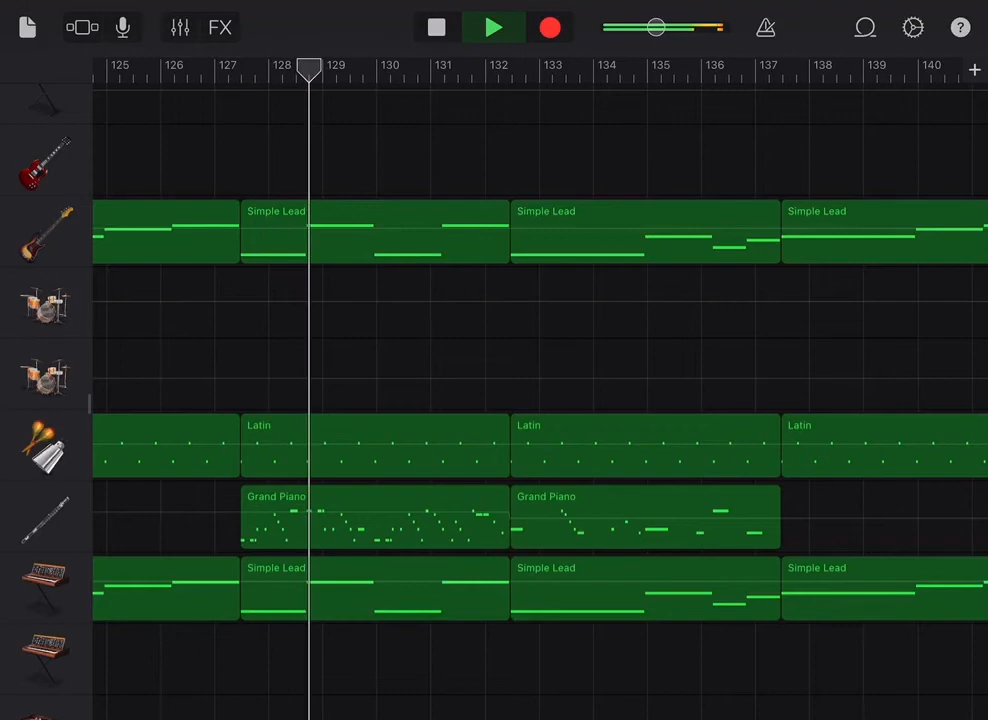 FX
?
125 126 127 128 129 130 131 132 133 134 135 136 137 138 139 140 +
Simple Lead Simple Lead Simple Lead
Latin Latin Latin
Grand Piano Grand Piano
Simple Lead Simple Lead Simple Lead